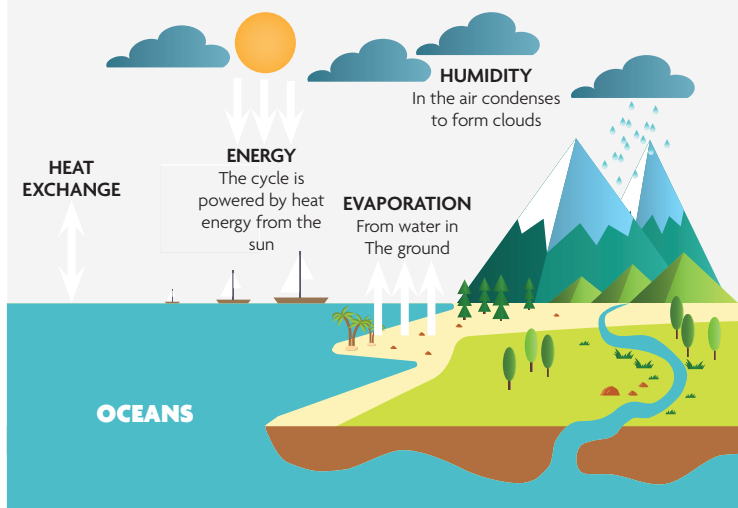 HUMIDITY
In the air condenses
to form clouds
ENERGY
The cycle is
powered by heat
energy from the
sun
HEAT
EXCHANGE
EVAPORATION
From water in
The ground
OCEANS